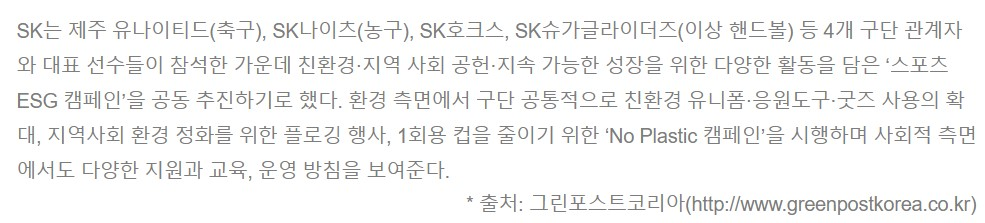 SK는 제주 유나이티드(축구), SK나이츠(농구), SK호크스, SK슈가글라이더즈(이상 핸드볼) 등 4개 구단 관계자
와 대표 선수들이 참석한 가운데 친환경·지역 사회 공헌·지속 가능한 성장을 위한 다양한 활동을 담은 ‘스포츠
ESG 캠페인’을 공동 추진하기로 했다. 환경 측면에서 구단 공통적으로 친환경 유니폼·응원도구·굿즈 사용의 확
대, 지역사회 환경 정화를 위한 플로깅 행사, 1회용 컵을 줄이기 위한 ‘No Plastic 캠페인’을 시행하며 사회적 측면
에서도 다양한 지원과 교육, 운영 방침을 보여준다.
* 출처: 그린포스트코리아(http://www.greenpostkorea.co.kr)